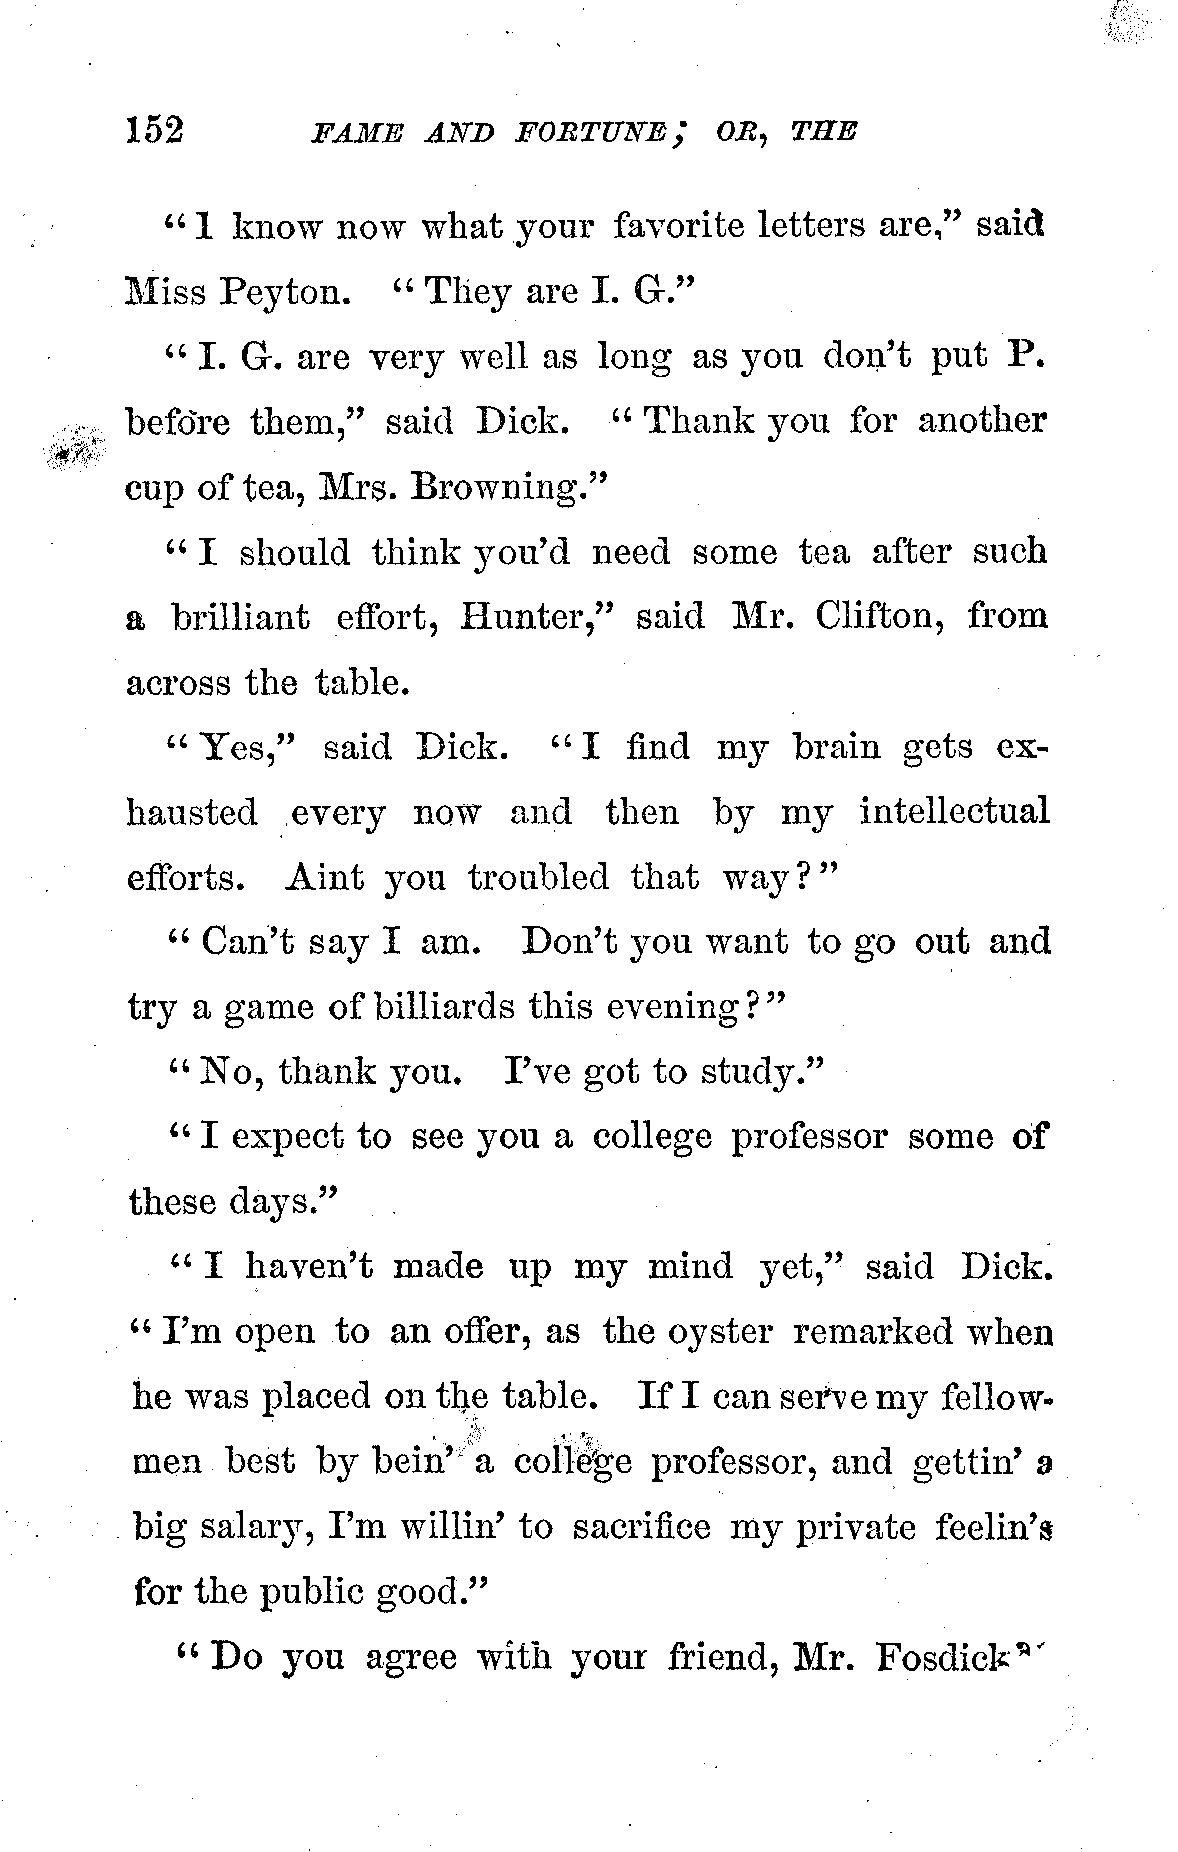 152 FAME AND FORTUNE; OR, THE
"I know now what your favorite letters are," said
Miss Peyton. "They are I. G."
"I. G. are very well as long as you don't put P.
before them," said Dick. "Thank you for another
cup of tea, Mrs. Browning."
"I should think you'd need some tea after such
a brilliant effort, Hunter," said Mr. Clifton, from
across the table.
"Yes," said Dick. "I find my brain gets ex-
hausted every now and then by my intellectual
efforts. Aint you troubled that way?"
"Can't say I am. Don't you want to go out and
try a game of billiards this evening?"
"No, thank you. I've got to study."
"I expect to see you a college professor some of
these days."
"I haven't made up my mind yet," said Dick.
"I'm open to an offer, as the oyster remarked when
he was placed on the table. If I can serve my fellow-
men best by bein' a college professor, and gettin' a
big salary, I'm willin' to sacrifice my private feelin's
for the public good."
"Do you agree with your friend, Mr. Fosdick?"